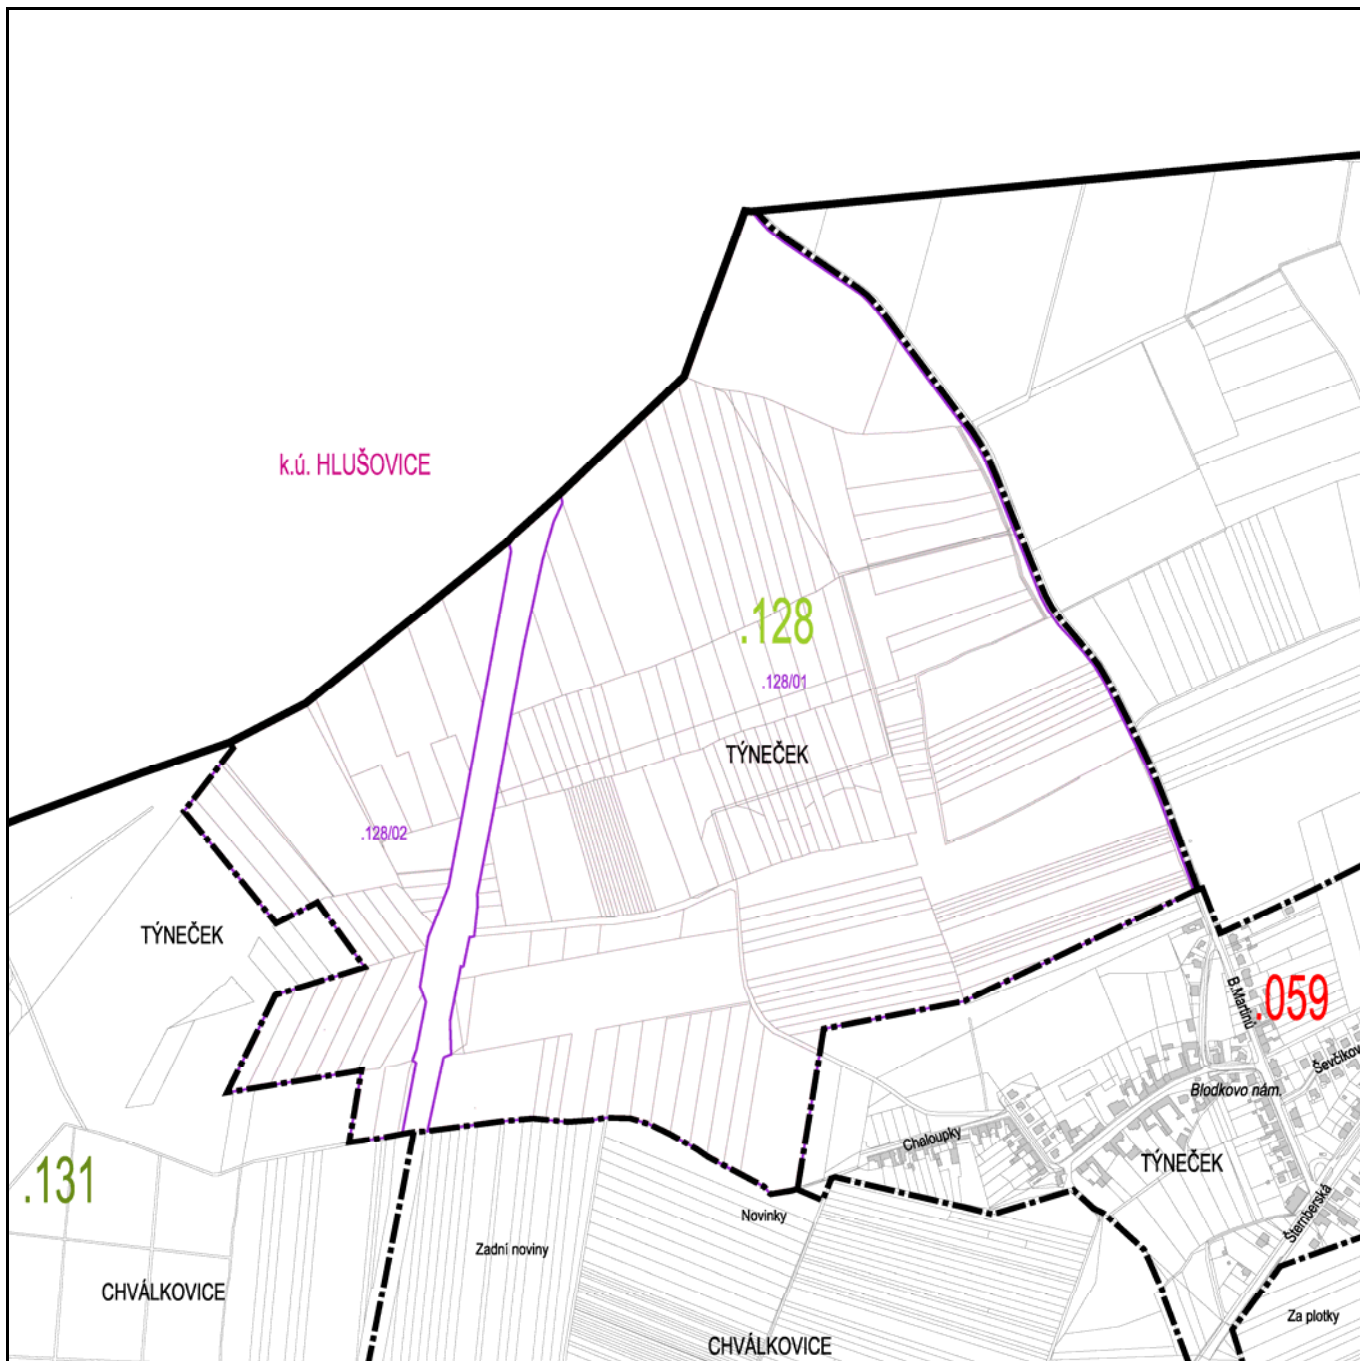 k.ú. HLUŠOVICE
.128
.128/01
TÝNEČEK
.128/02
TÝNEČEK
.059
B.Martinů
Ševčíkov
Blodkovo nám.
Chaloupky
TÝNEČEK
.131
Šternberská
Novinky
Zadní noviny
CHVÁLKOVICE
Za plotky
CHVÁLKOVICE